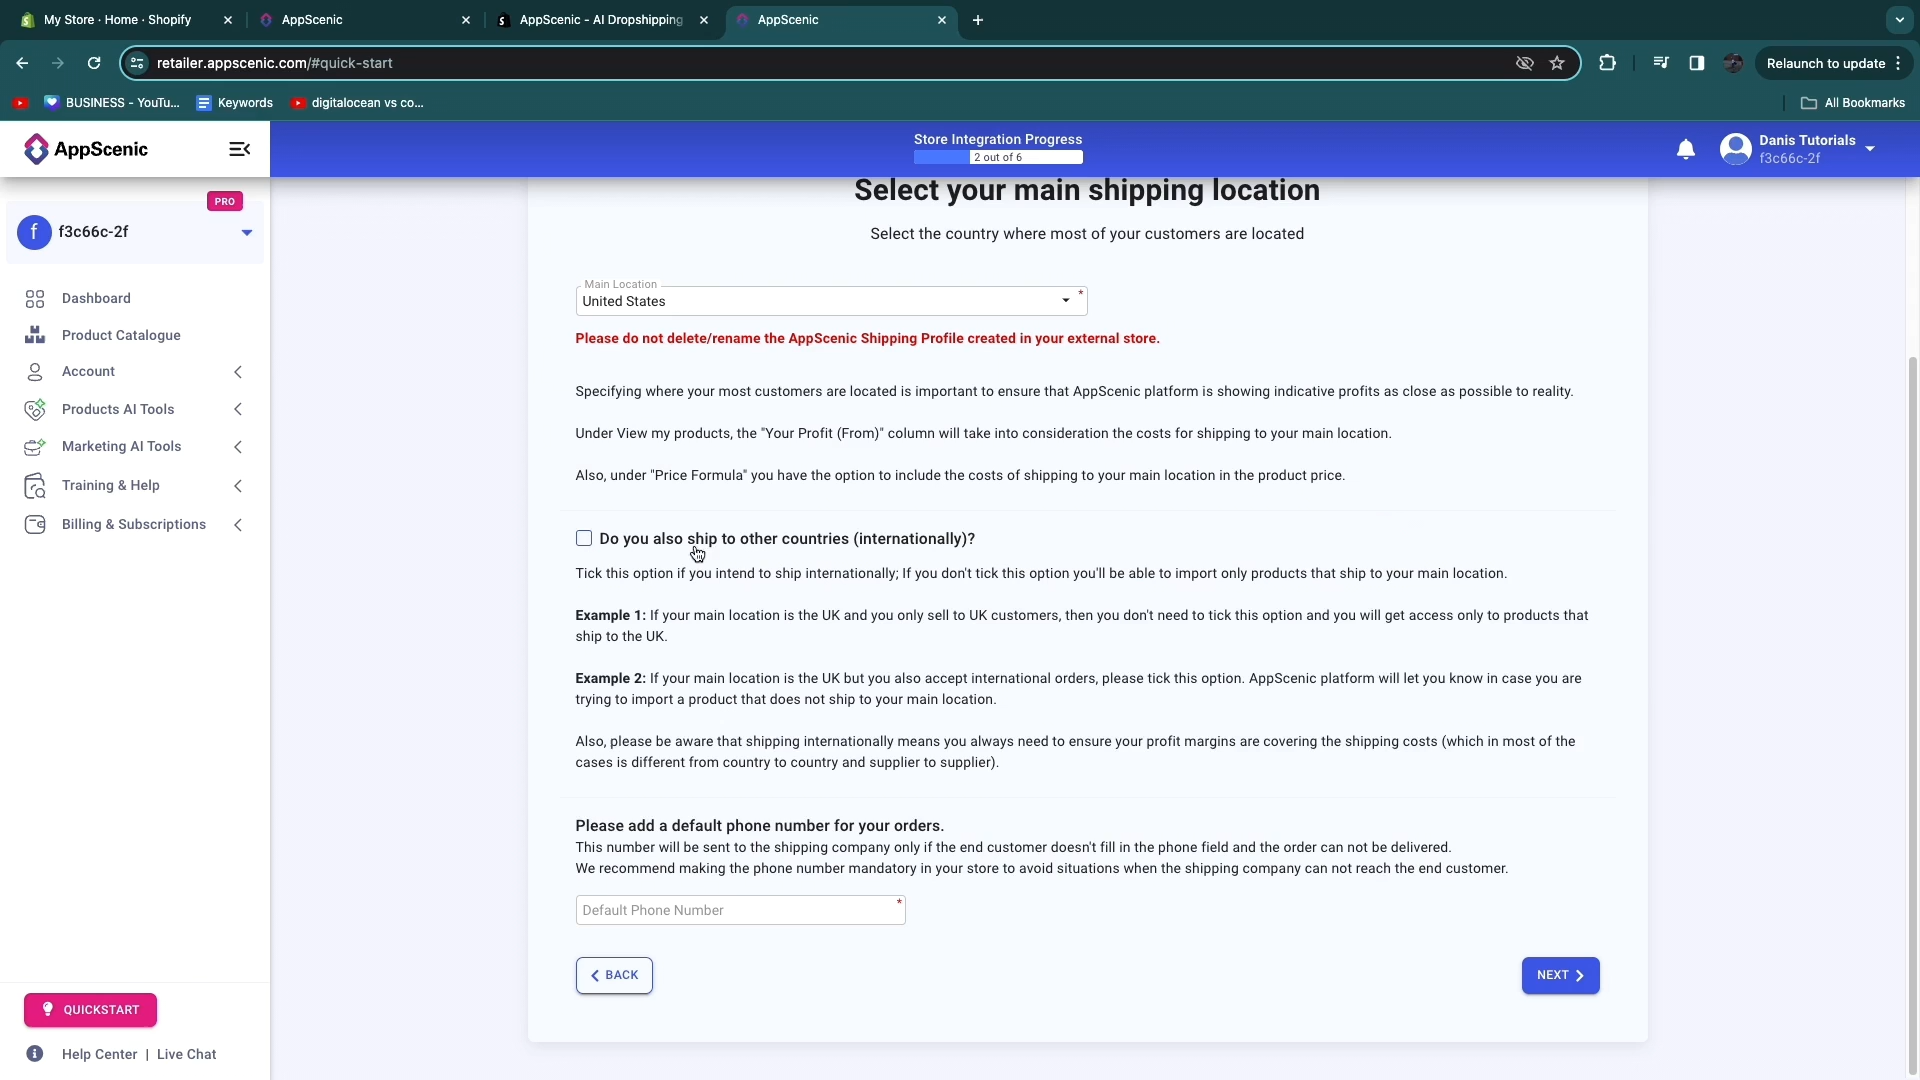 My Store · Home · Shopify
AppScenic
AppScenic - AI Dropshipping
AppScenic
retailer.appscenic.com/#quick-start
Relaunch to update
BUSINESS - YouTu...
Keywords
digitalocean vs co...
All Bookmarks
AppScenic
Store Integration Progress
2 out of 6
Danis Tutorials
f3c66c-2f
PRO
f
f3c66c-2f
Dashboard
Product Catalogue
Account
Products AI Tools
Marketing AI Tools
Training & Help
Billing & Subscriptions
QUICKSTART
Help Center | Live Chat
Select your main shipping location
Select the country where most of your customers are located
Main Location
United States
*
Please do not delete/rename the AppScenic Shipping Profile created in your external store.
Specifying where your most customers are located is important to ensure that AppScenic platform is showing indicative profits as close as possible to reality.
Under View my products, the "Your Profit (From)" column will take into consideration the costs for shipping to your main location.
Also, under "Price Formula" you have the option to include the costs of shipping to your main location in the product price.
Do you also ship to other countries (internationally)?
Tick this option if you intend to ship internationally; If you don't tick this option you'll be able to import only products that ship to your main location.
Example 1: If your main location is the UK and you only sell to UK customers, then you don't need to tick this option and you will get access only to products that
ship to the UK.
Example 2: If your main location is the UK but you also accept international orders, please tick this option. AppScenic platform will let you know in case you are
trying to import a product that does not ship to your main location.
Also, please be aware that shipping internationally means you always need to ensure your profit margins are covering the shipping costs (which in most of the
cases is different from country to country and supplier to supplier).
Please add a default phone number for your orders.
This number will be sent to the shipping company only if the end customer doesn't fill in the phone field and the order can not be delivered.
We recommend making the phone number mandatory in your store to avoid situations when the shipping company can not reach the end customer.
Default Phone Number
*
BACK
NEXT